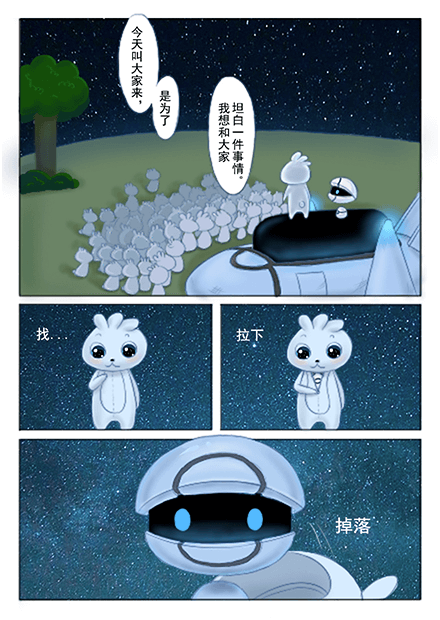 今天叫大家来，
是为了
我想和大家
坦白一件事情。
找...
拉下
掉落